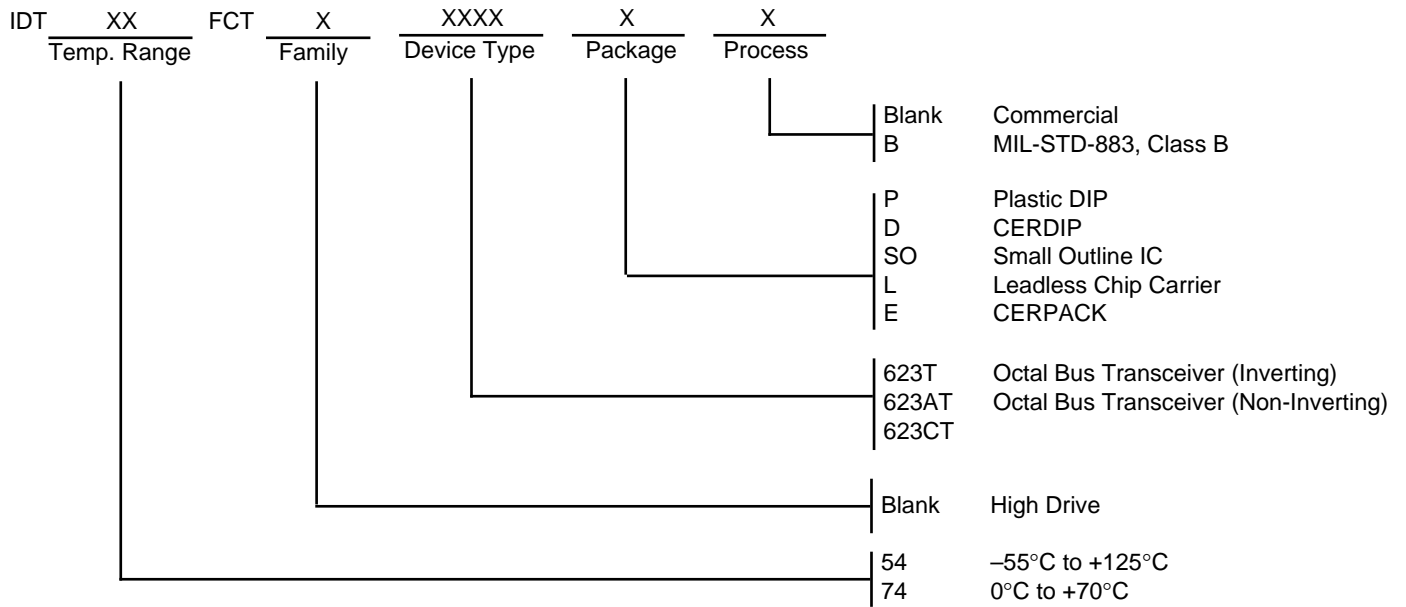 IDT XX FCT X XXXX X X
Temp. Range Family Device Type Package Process
Blank Commercial
B MIL-STD-883, Class B
P Plastic DIP
D CERDIP
SO Small Outline IC
L Leadless Chip Carrier
E CERPACK
623T Octal Bus Transceiver (Inverting)
623AT Octal Bus Transceiver (Non-Inverting)
623CT
Blank High Drive
54 –55°C to +125°C
74 0°C to +70°C